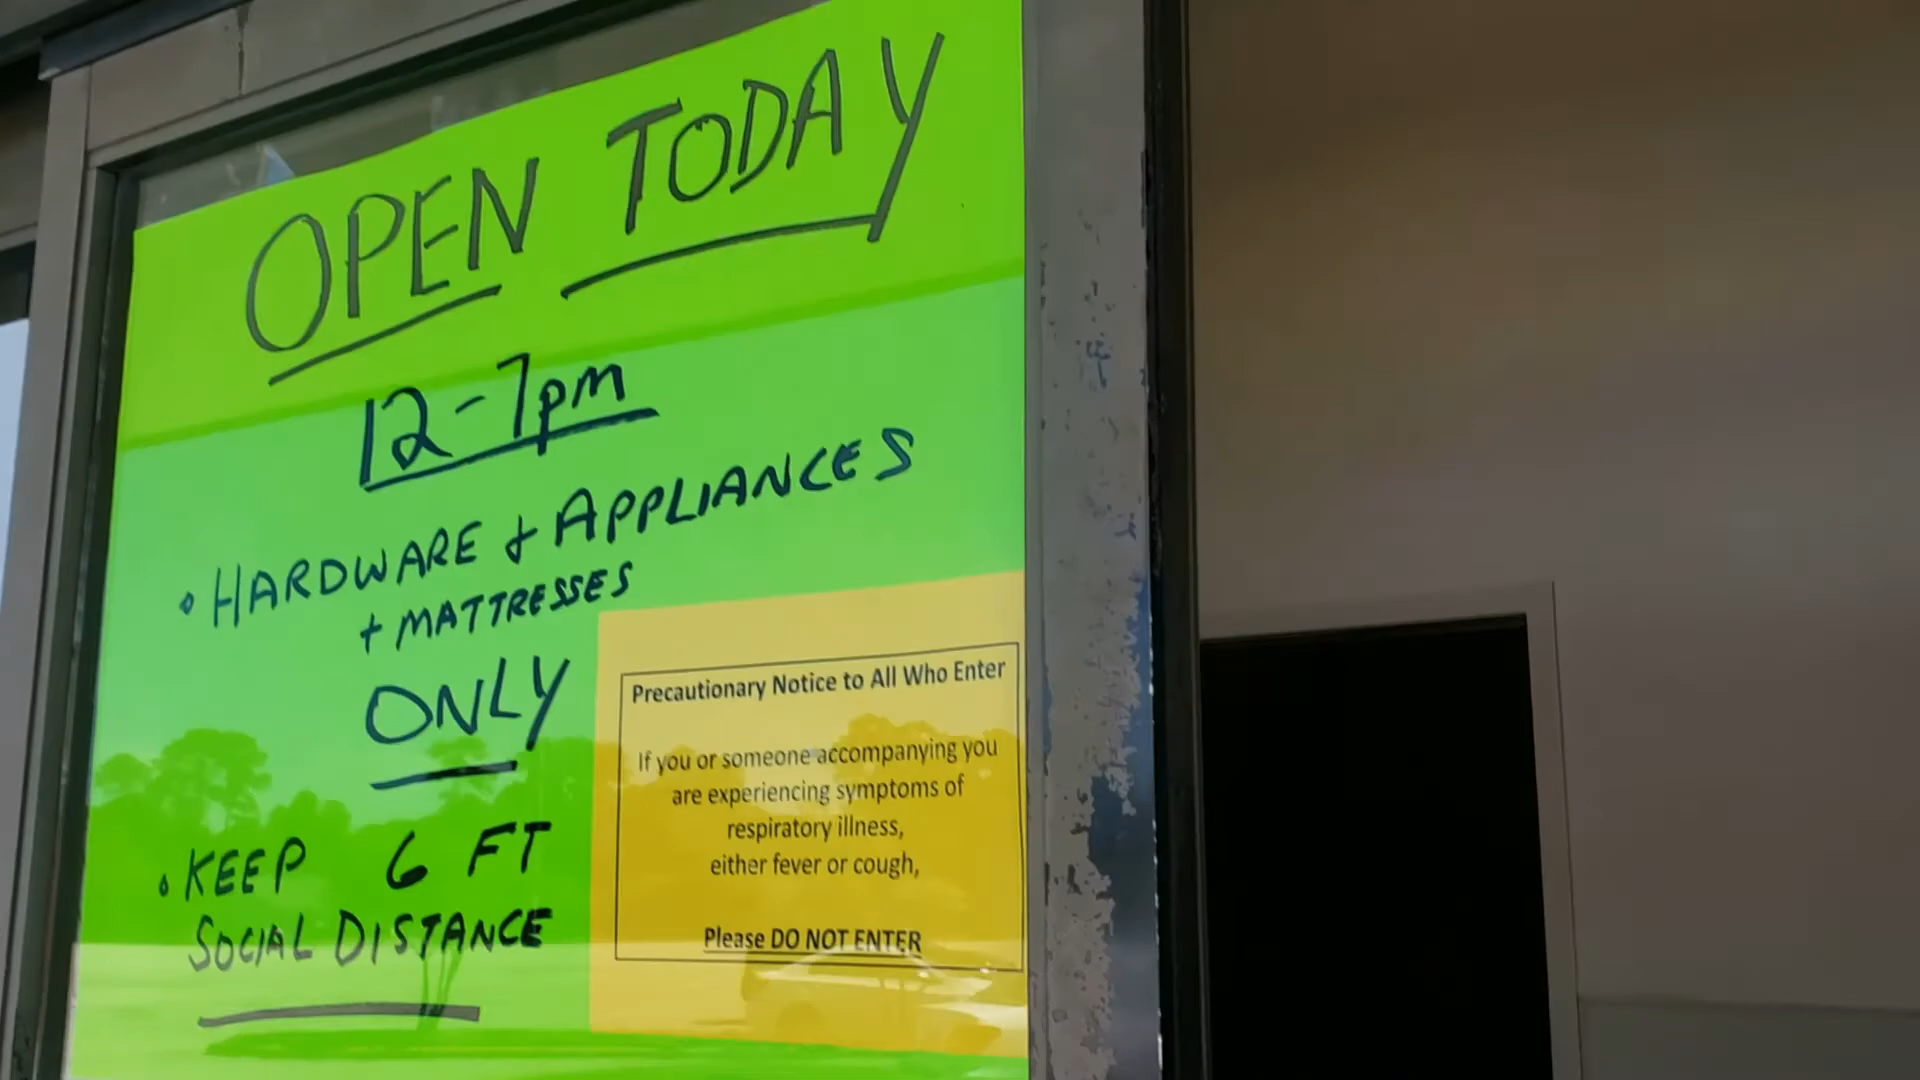 OPEN TODAY
12-7pm
• HARDWARE & APPLIANCES
+ MATTRESSES
ONLY
• KEEP 6 FT
SOCIAL DISTANCE
Precautionary Notice to All Who Enter
If you or someone accompanying you
are experiencing symptoms of
respiratory illness,
either fever or cough,
Please DO NOT ENTER